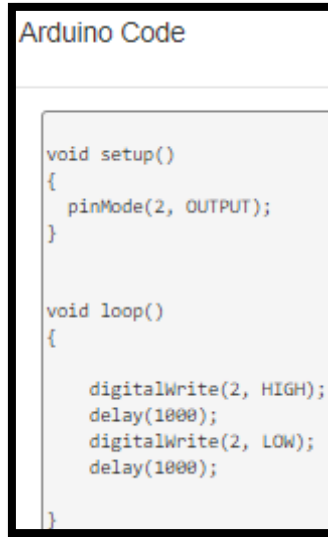 Arduino Code
void setup()
{
pinMode(2, OUTPUT);
}
void loop()
{
digitalWrite(2, HIGH);
delay(1000);
digitalWrite(2, LOW);
delay(1000);
}